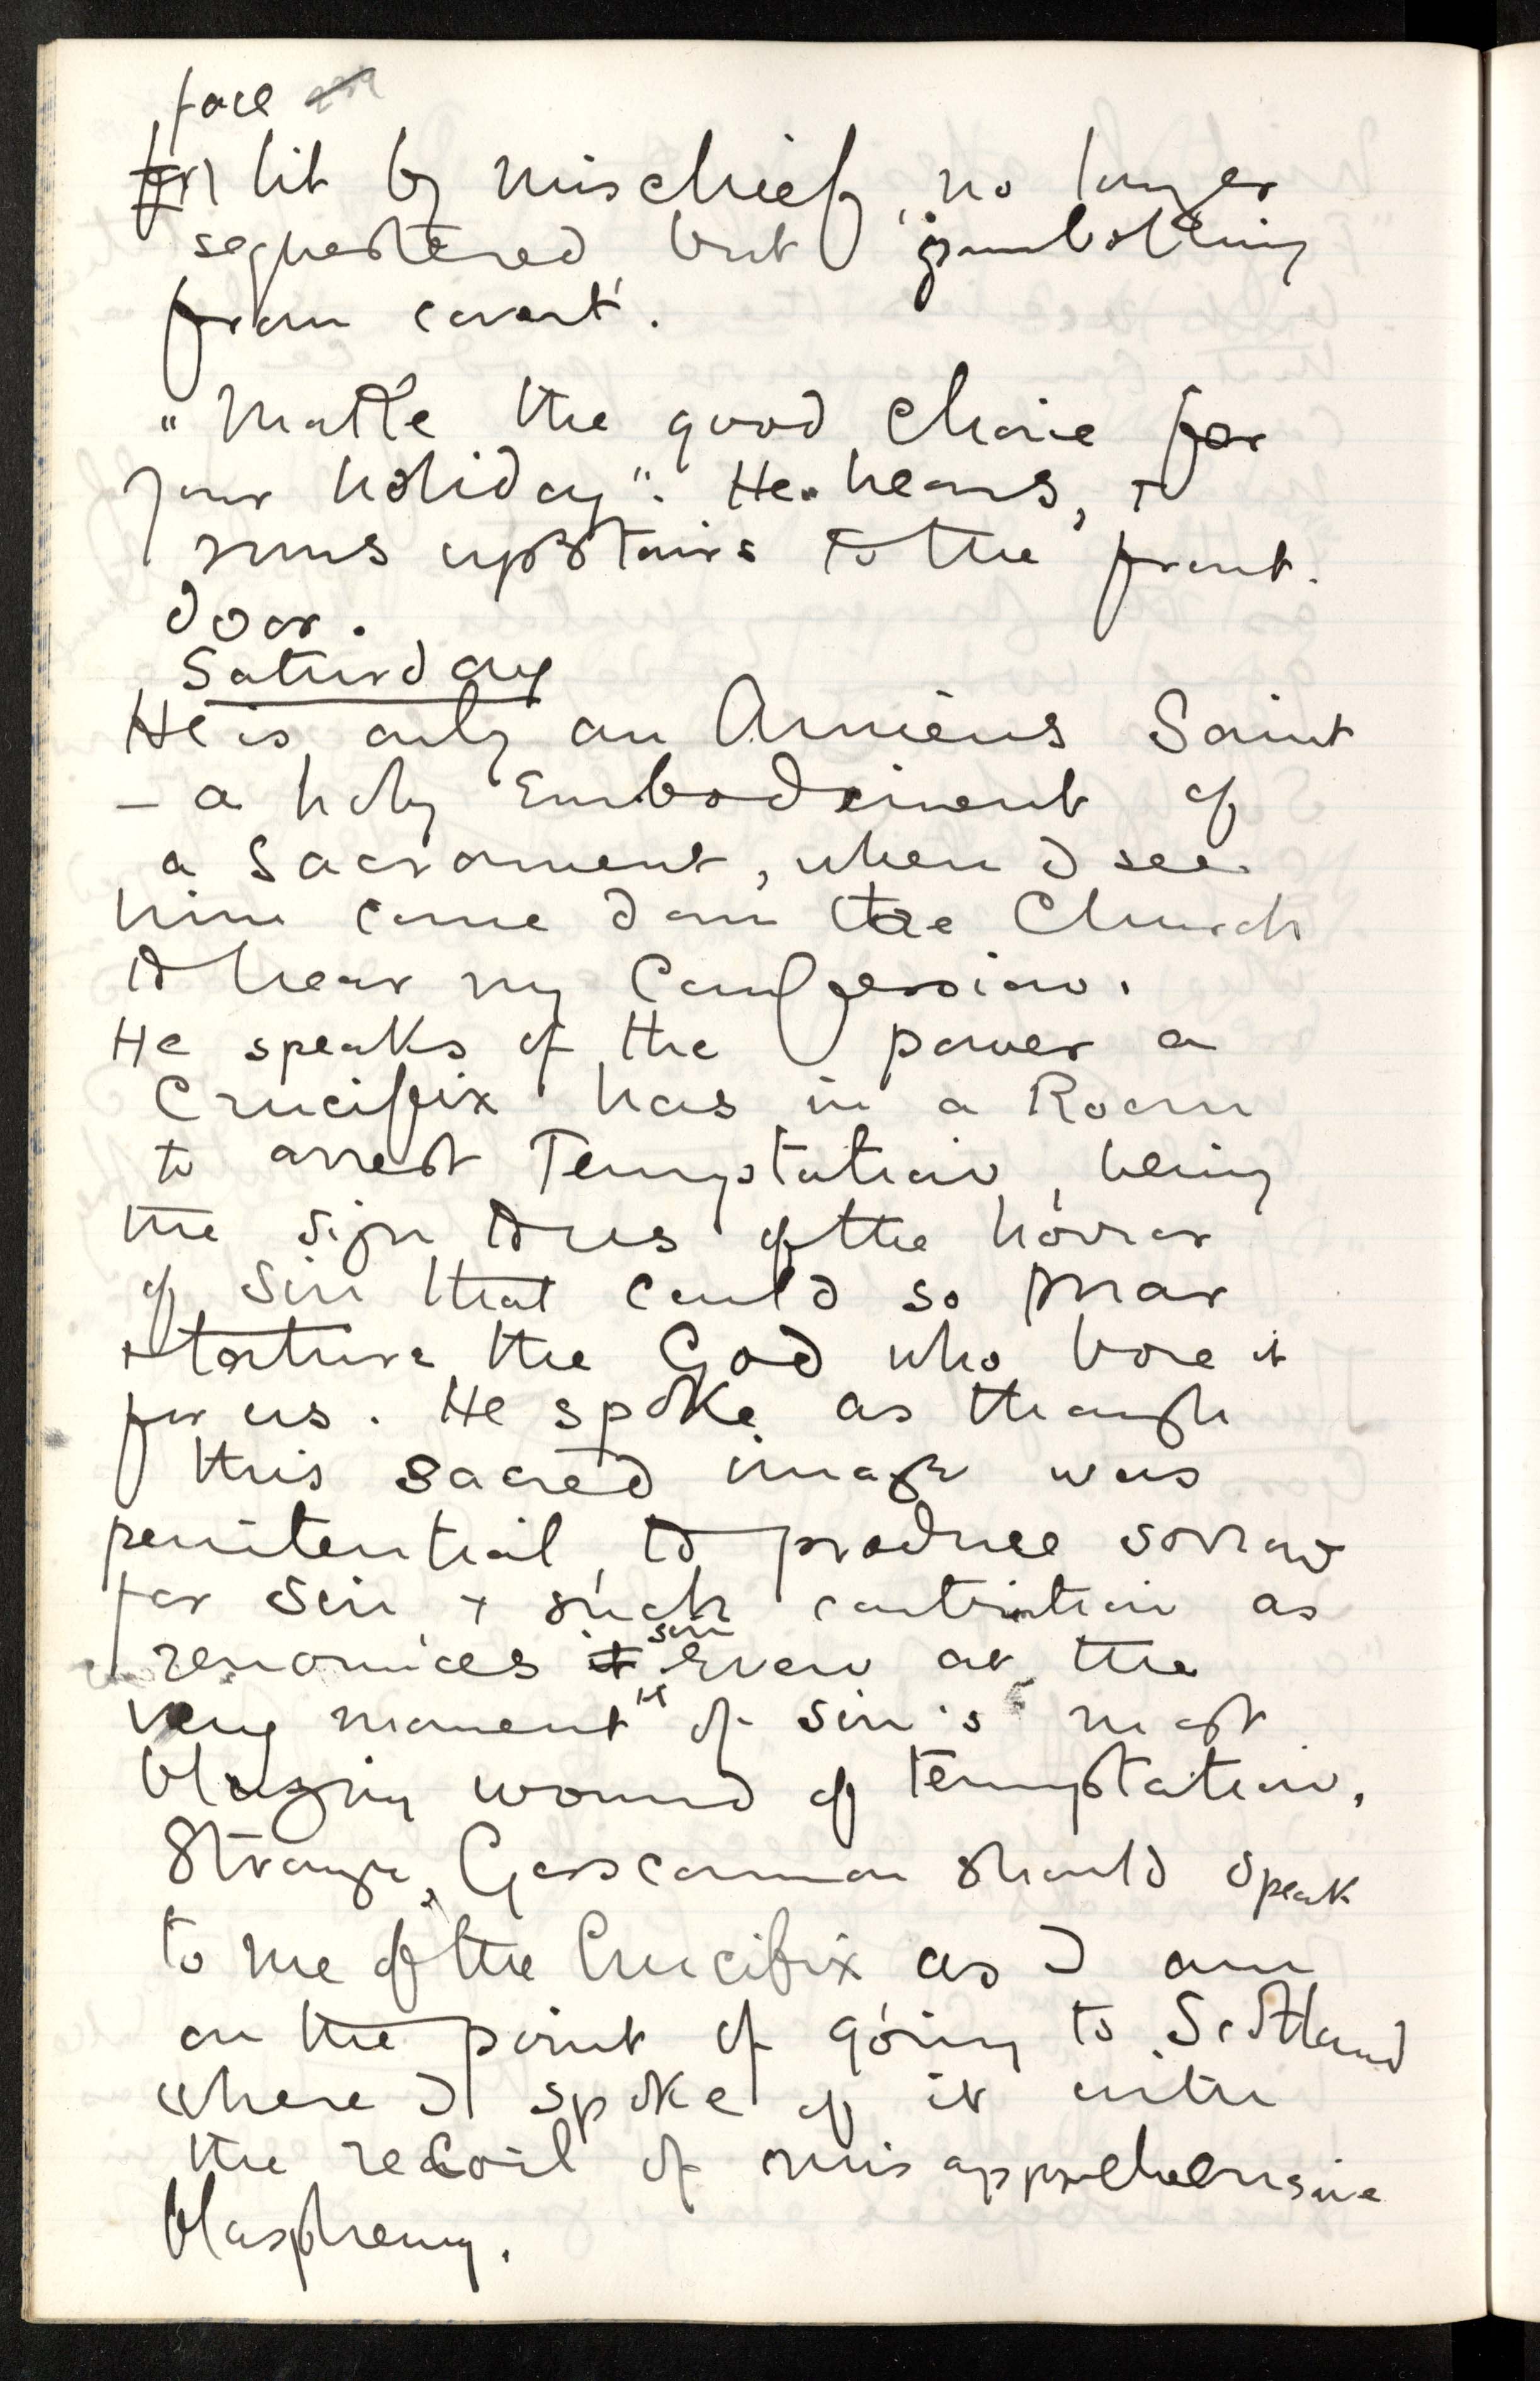 face
lit by mischief, no longer
sequestered, but gambolling
from covert.
"Make the good choice for
your holiday". He hears, +
runs upstairs to the front.
door.
Saturday
He is only an Amiens Saint
– a holy Embodiment of
a Sacrament, when I see
him come down the Church
to hear my Confession.
He speaks of the power a
Crucifix has in a Room
to arrest Temptation, being
the sign to us of the horror
of Sin that could so mar
+ torture the God who bore it
for us. He spoke as though
this sacred image was
penitential, to produce sorrow
for Sin + such contrition as
renounces it sin Even at the
very moment of sin's most
blazing wound of Temptation.
Strange, Goscannon should speak
to me of the Crucifix as I am
on the point of going to Scotland
where I spoke of it with
the recoil of misapprehensive
blasphemy.